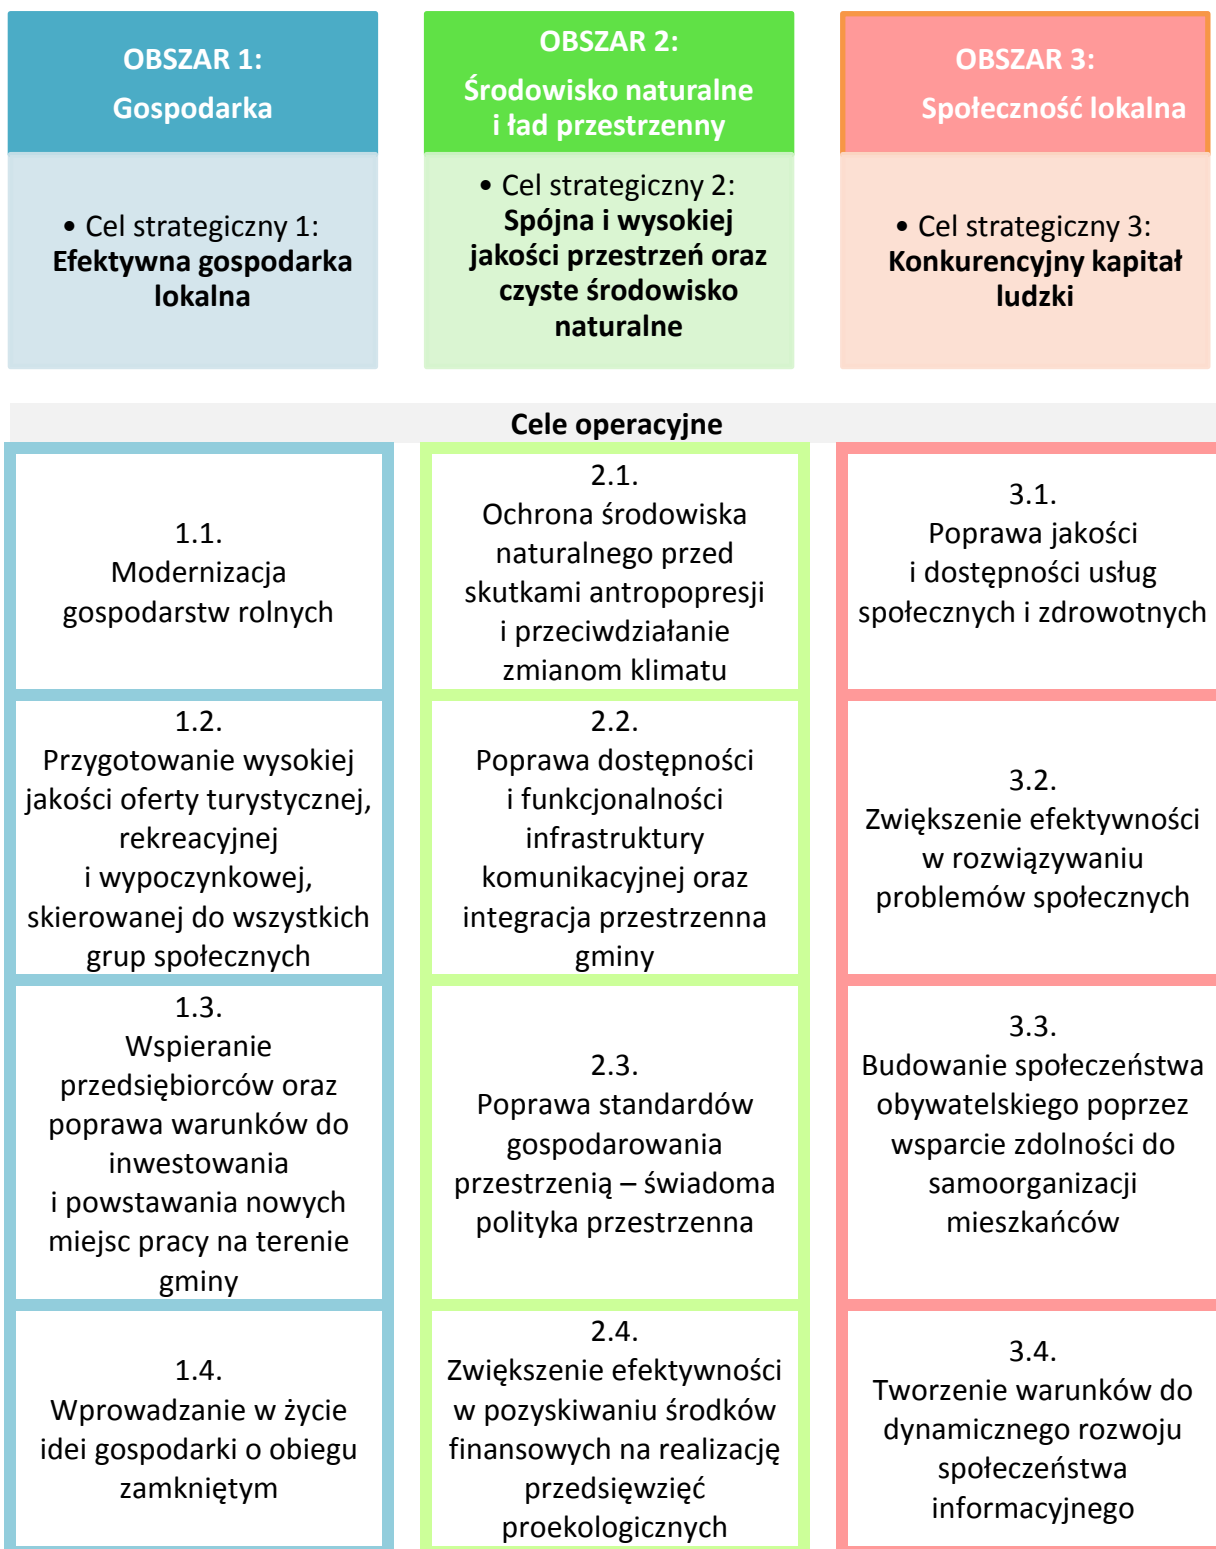 OBSZAR 1:
Gospodarka
OBSZAR 2:
Środowisko naturalne
i ład przestrzenny
OBSZAR 3:
Społeczność lokalna
• Cel strategiczny 1:
Efektywna gospodarka
lokalna
• Cel strategiczny 2:
Spójna i wysokiej
jakości przestrzeń oraz
czyste środowisko
naturalne
• Cel strategiczny 3:
Konkurencyjny kapitał
ludzki
Cele operacyjne
1.1.
Modernizacja
gospodarstw rolnych
2.1.
Ochrona środowiska
naturalnego przed
skutkami antropopresji
i przeciwdziałanie
zmianom klimatu
3.1.
Poprawa jakości
i dostępności usług
społecznych i zdrowotnych
1.2.
Przygotowanie wysokiej
jakości oferty turystycznej,
rekreacyjnej
i wypoczynkowej,
skierowanej do wszystkich
grup społecznych
2.2.
Poprawa dostępności
i funkcjonalności
infrastruktury
komunikacyjnej oraz
integracja przestrzenna
gminy
3.2.
Zwiększenie efektywności
w rozwiązywaniu
problemów społecznych
1.3.
Wspieranie
przedsiębiorców oraz
poprawa warunków do
inwestowania
i powstawania nowych
miejsc pracy na terenie
gminy
2.3.
Poprawa standardów
gospodarowania
przestrzenią – świadoma
polityka przestrzenna
3.3.
Budowanie społeczeństwa
obywatelskiego poprzez
wsparcie zdolności do
samoorganizacji
mieszkańców
1.4.
Wprowadzanie w życie
idei gospodarki o obiegu
zamkniętym
2.4.
Zwiększenie efektywności
w pozyskiwaniu środków
finansowych na realizację
przedsięwzięć
proekologicznych
3.4.
Tworzenie warunków do
dynamicznego rozwoju
społeczeństwa
informacyjnego